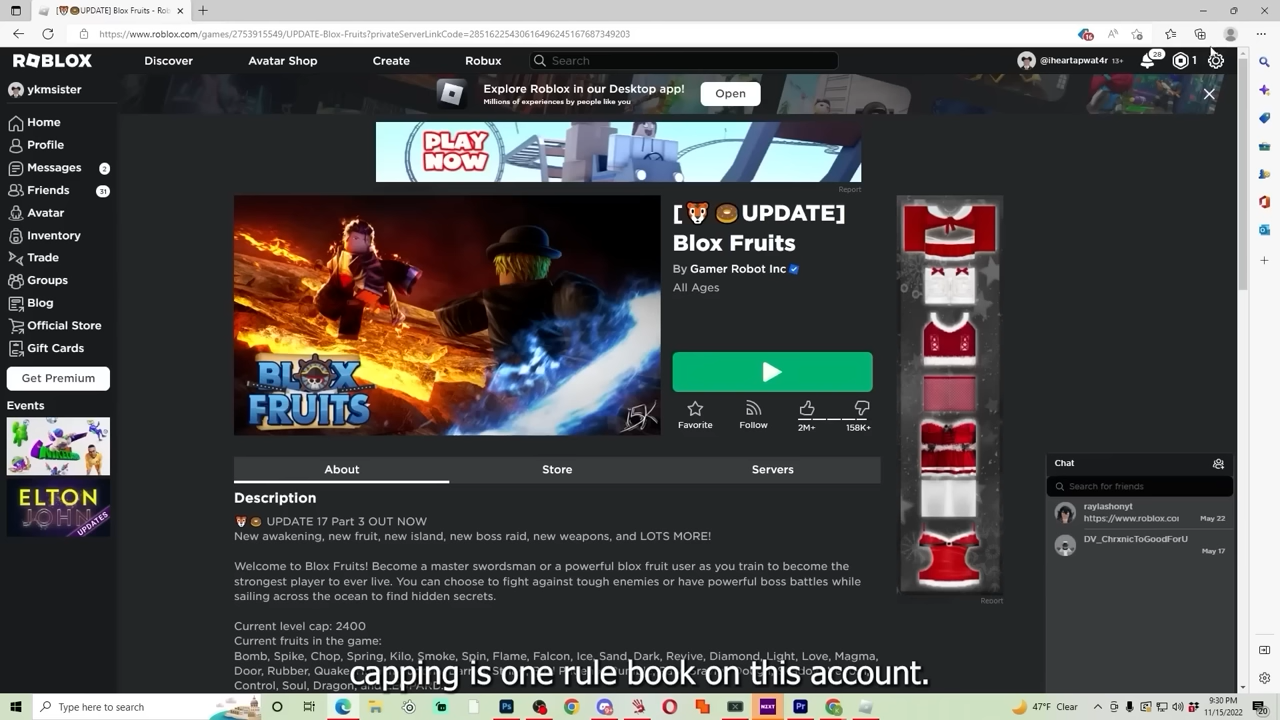 [🐯🍩UPDATE] Blox Fruits - Rob
https://www.roblox.com/games/2753915549/UPDATE-Blox-Fruits?privateServerLinkCode=28516225430616496245167687349203
16
ROBLOX
Discover
Avatar Shop
Create
Robux
Search
@iheartapwat4r 13+
28
1
ykmsister
Explore Roblox in our Desktop app!
Millions of experiences by people like you
Open
Home
Profile
Messages 2
Friends 31
Avatar
Inventory
Trade
Groups
Blog
Official Store
Gift Cards
Get Premium
Events
ELTON
JOHN
UPDATES
PLAY
NOW
Report
BLOX
FRUITS
[🐯🍩UPDATE]
Blox Fruits
By Gamer Robot Inc
All Ages
Favorite
Follow
2M+
158K+
Report
About
Store
Servers
Description
🐯🍩 UPDATE 17 Part 3 OUT NOW
New awakening, new fruit, new island, new boss raid, new weapons, and LOTS MORE!
Welcome to Blox Fruits! Become a master swordsman or a powerful blox fruit user as you train to become the
strongest player to ever live. You can choose to fight against tough enemies or have powerful boss battles while
sailing across the ocean to find hidden secrets.
Current level cap: 2400
Current fruits in the game:
Bomb, Spike, Chop, Spring, Kilo, Smoke, Spin, Flame, Falcon, Ice, Sand, Dark, Revive, Diamond, Light, Love, Magma,
Door, Rubber, Quake
Control, Soul, Dragon,
capping is one rule book on this account.
Chat
Search for friends
raylashonyt
https://www.roblox.co
May 22
DV_ChrxnicToGoodForU
May 17
Type here to search
NEXT
47°F Clear
9:30 PM
11/15/2022
20